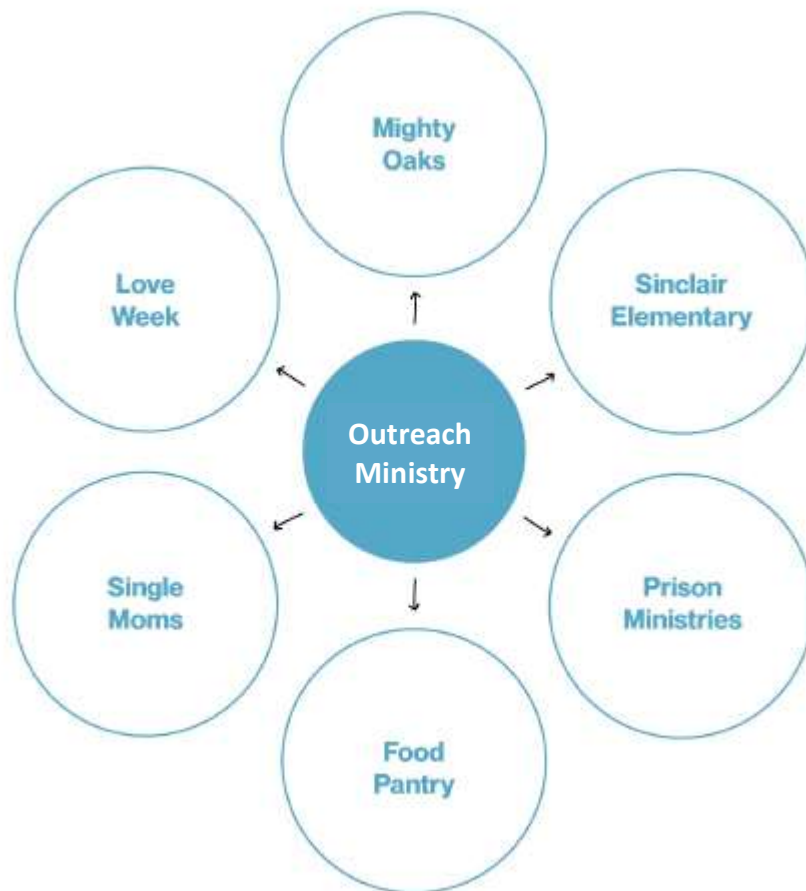 Mighty
Oaks
Love
Week
Sinclair
Elementary
Outreach
Ministry
Single
Moms
Prison
Ministries
Food
Pantry